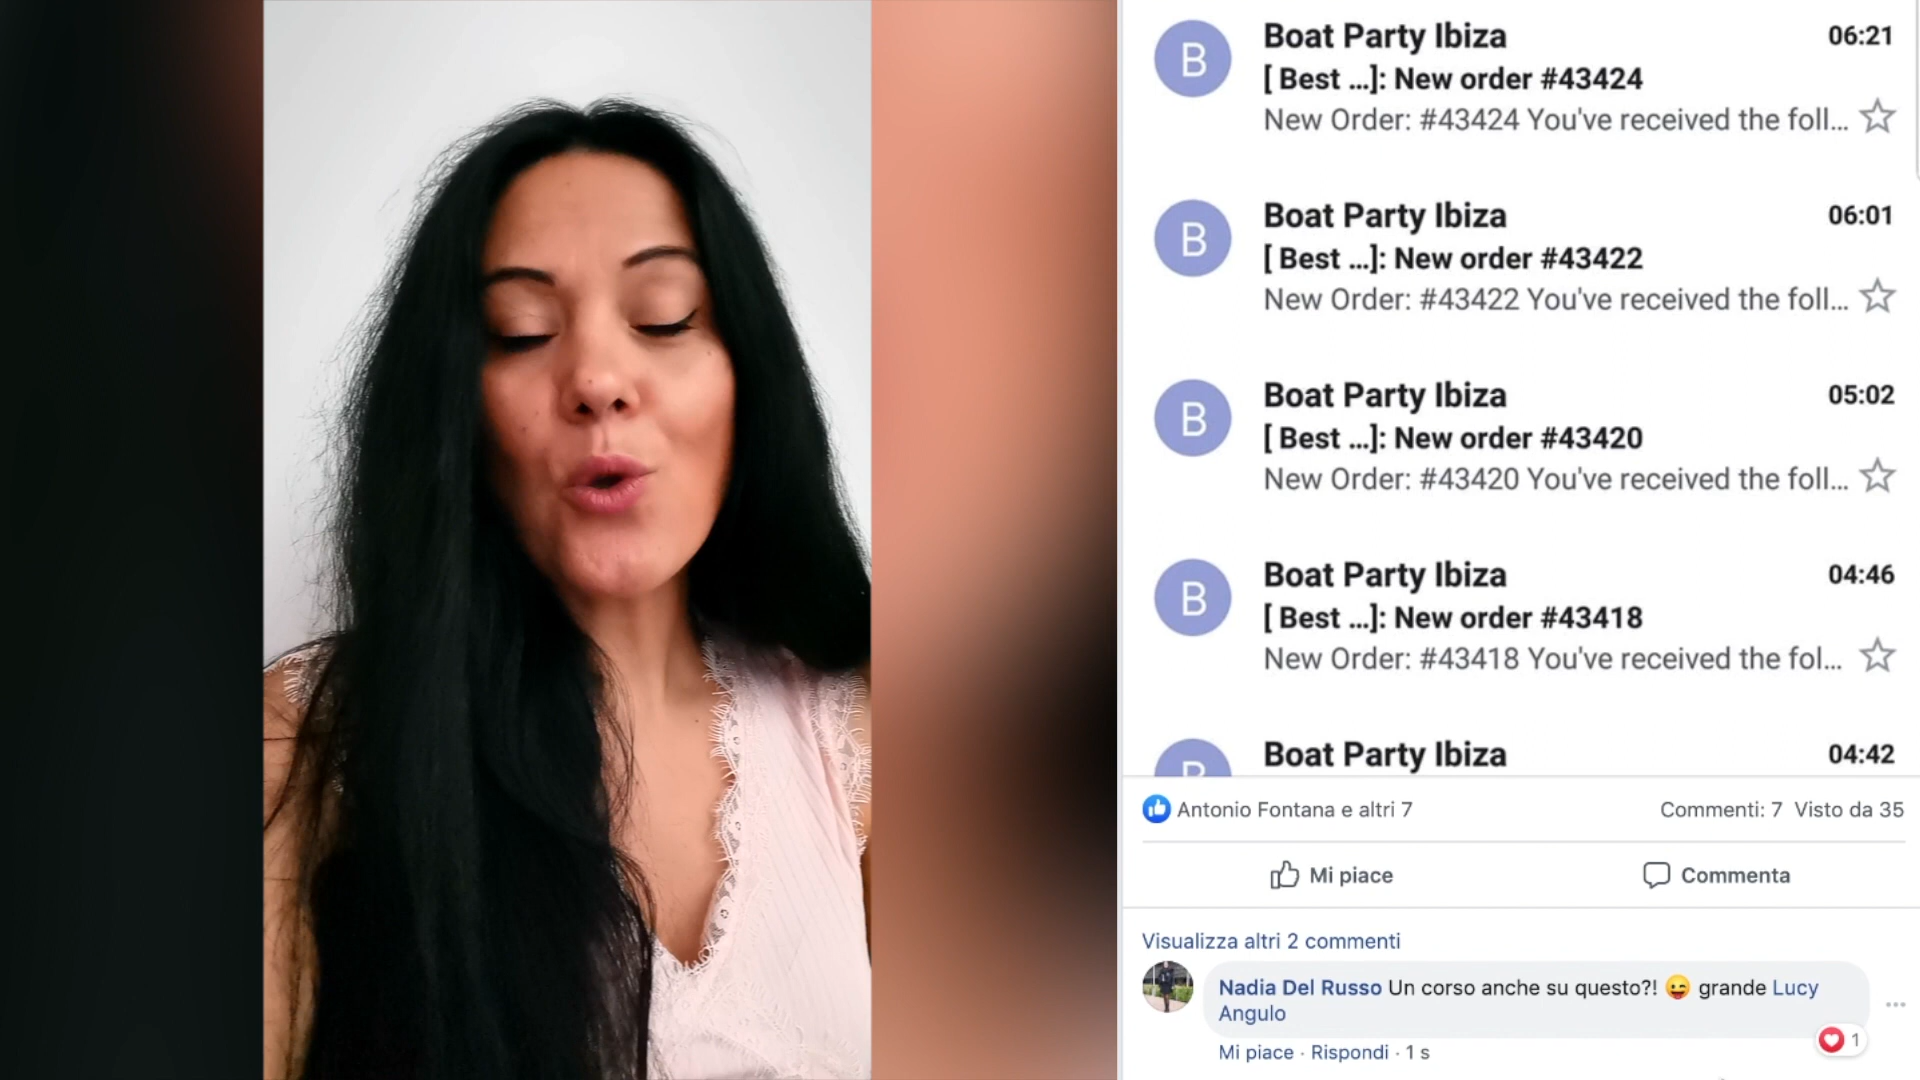 B
Boat Party Ibiza 06:21
[ Best ...]: New order #43424
New Order: #43424 You've received the foll...
B
Boat Party Ibiza 06:01
[ Best ...]: New order #43422
New Order: #43422 You've received the foll...
B
Boat Party Ibiza 05:02
[ Best ...]: New order #43420
New Order: #43420 You've received the foll...
B
Boat Party Ibiza 04:46
[ Best ...]: New order #43418
New Order: #43418 You've received the fol...
B
Boat Party Ibiza 04:42
Antonio Fontana e altri 7 Commenti: 7 Visto da 35
Mi piace Commenta
Visualizza altri 2 commenti
Nadia Del Russo Un corso anche su questo?! 😜 grande Lucy
Angulo
1
Mi piace · Rispondi · 1 s